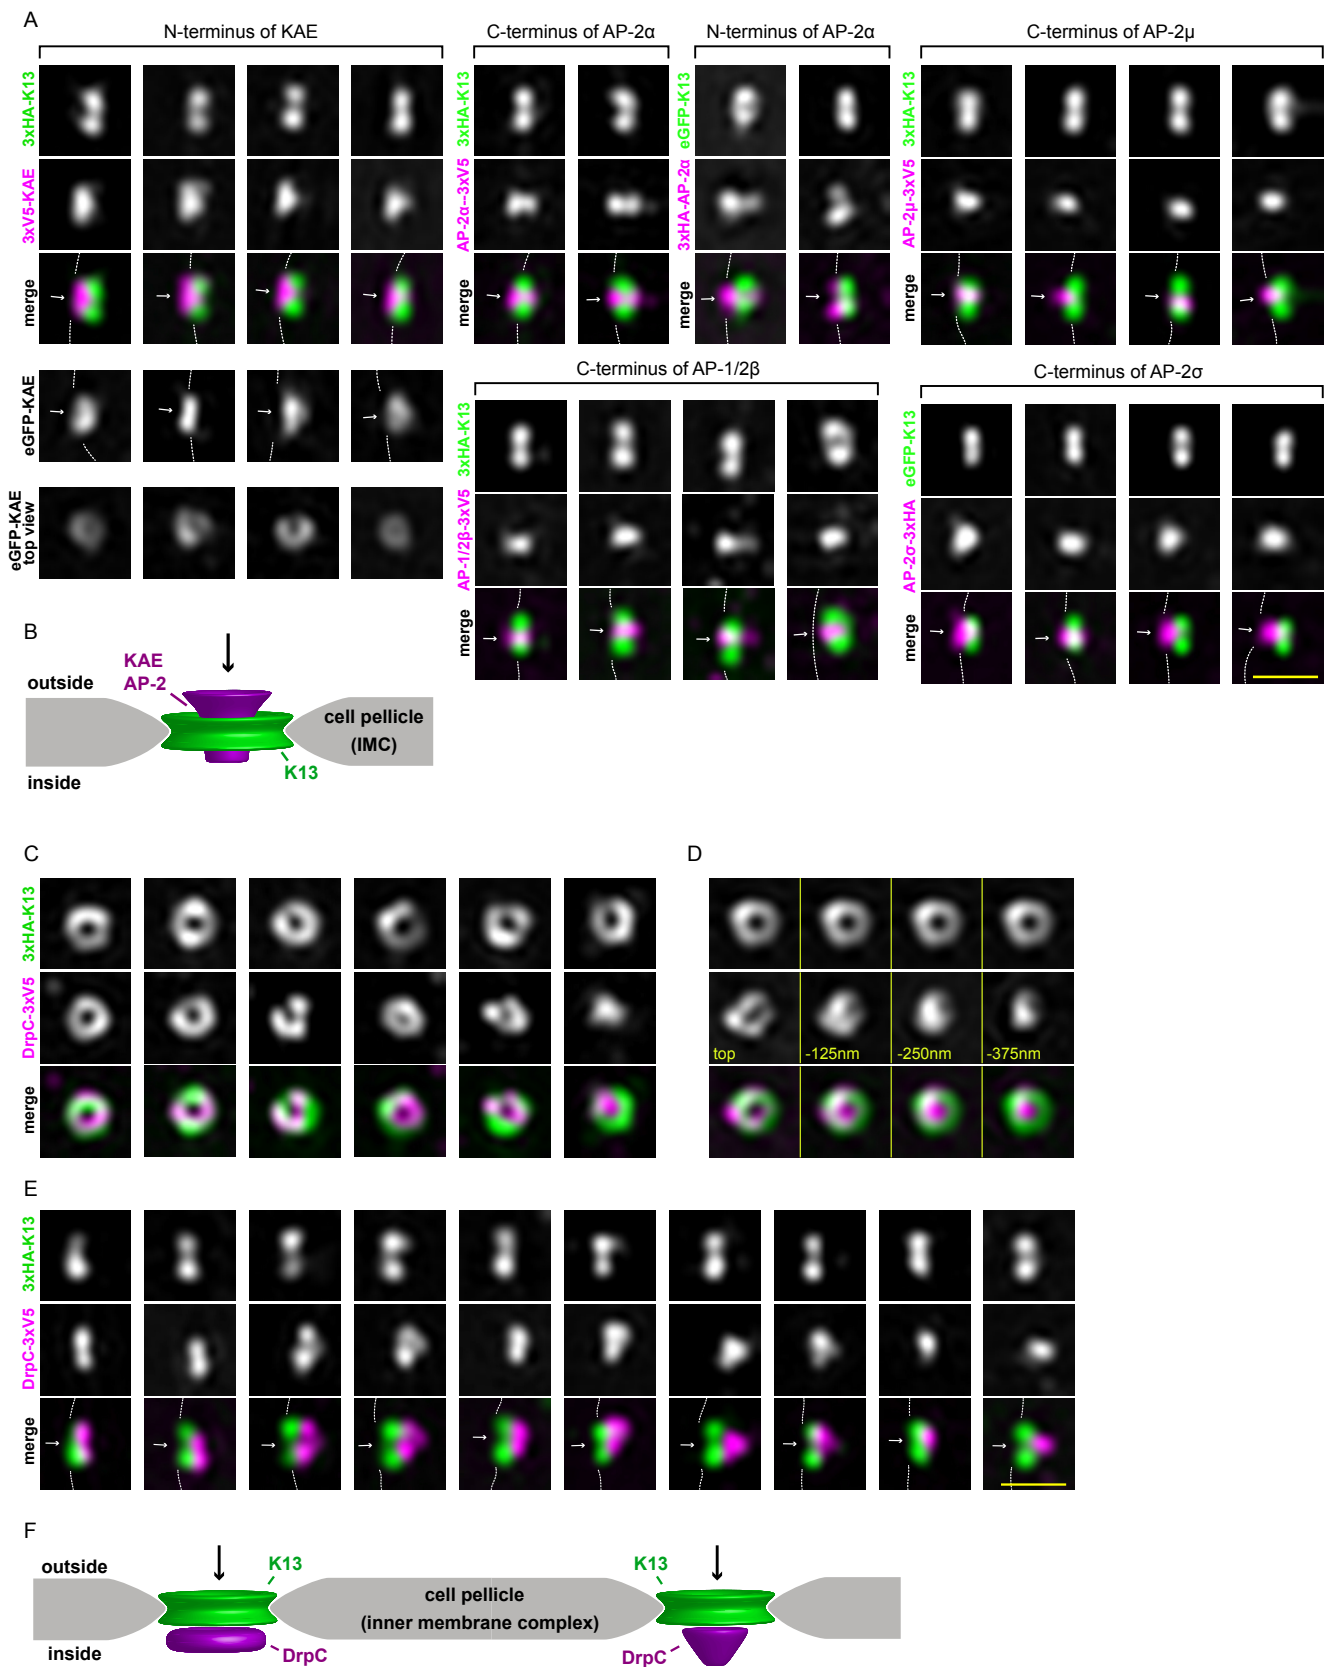 A
N-terminus of KAE
C-terminus of AP-2α
N-terminus of AP-2α
C-terminus of AP-2μ
3xHA-K13
3xV5-KAE
merge
3xHA-K13
AP-2α--3xV5
merge
eGFP-K13
3xHA-AP-2α
merge
3xHA-K13
AP-2μ-3xV5
merge
eGFP-KAE
eGFP-KAE
top view
C-terminus of AP-1/2β
3xHA-K13
AP-1/2β-3xV5
merge
C-terminus of AP-2σ
eGFP-K13
AP-2σ-3xHA
merge
B
KAE
AP-2
outside
cell pellicle
(IMC)
K13
inside
C
3xHA-K13
DrpC-3xV5
merge
D
top
-125nm
-250nm
-375nm
E
3xHA-K13
DrpC-3xV5
merge
F
outside
K13
K13
cell pellicle
(inner membrane complex)
inside
DrpC
DrpC